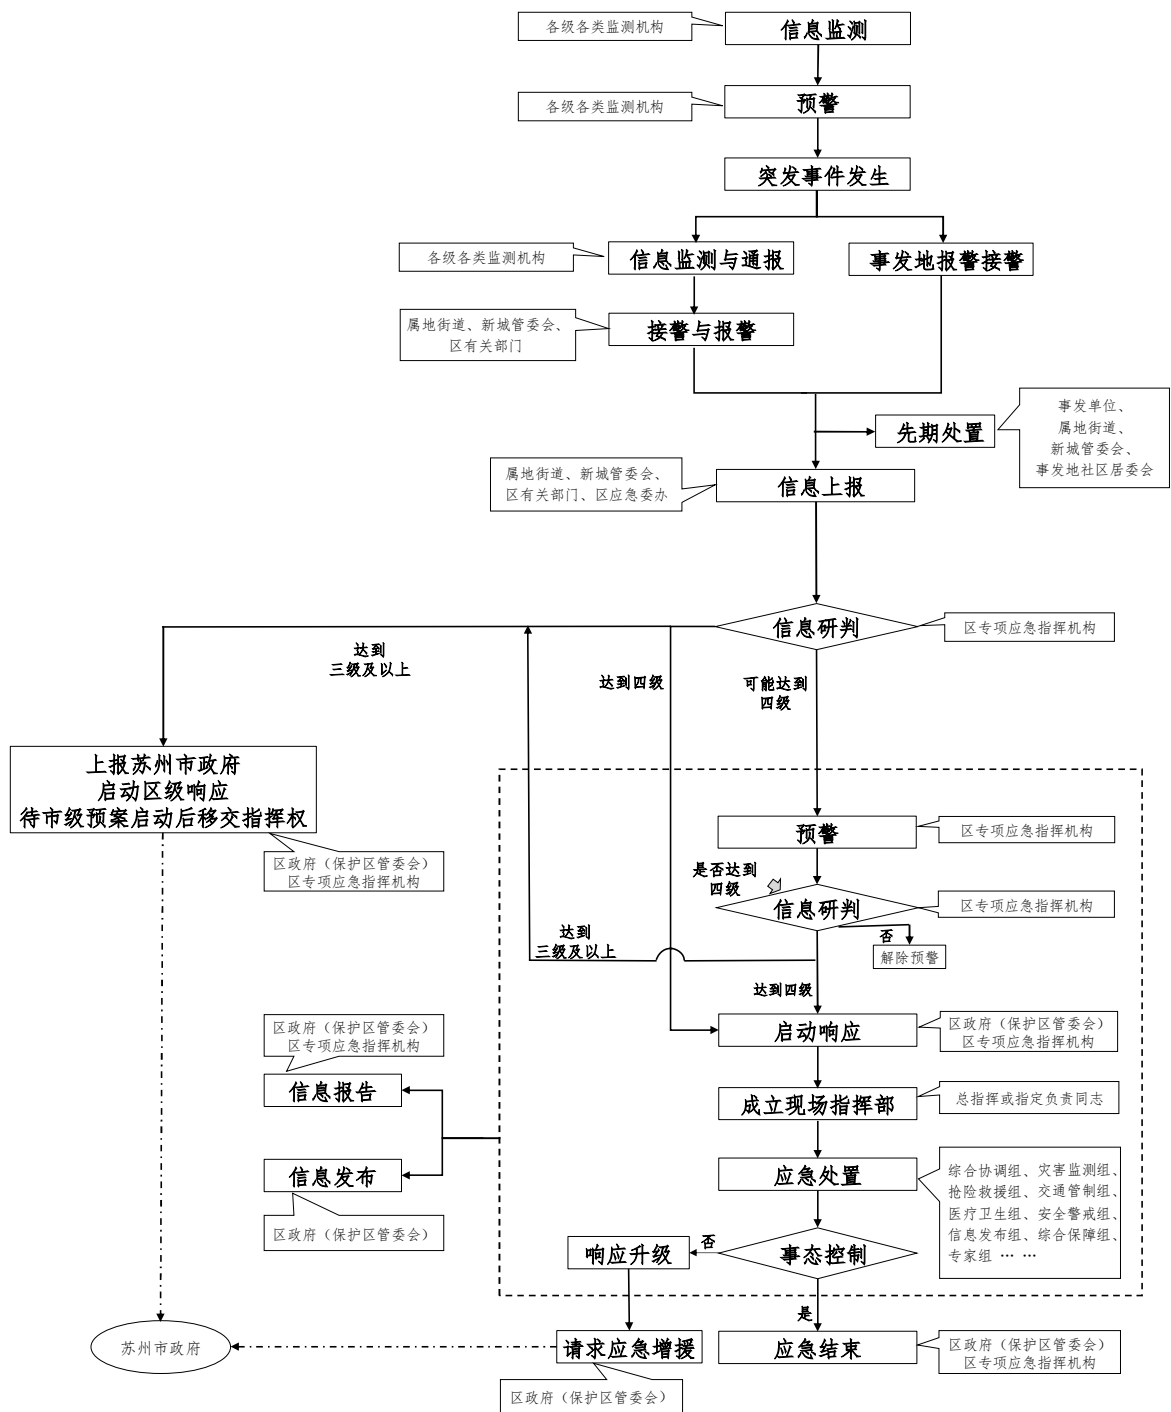 各级各类监测机构
信息监测
各级各类监测机构
预警
突发事件发生
各级各类监测机构
信息监测与通报
事发地报警接警
属地街道、新城管委会、
区有关部门
接警与报警
先期处置
事发单位、
属地街道、
新城管委会、
事发地社区居委会
属地街道、新城管委会、
区有关部门、区应急委办
信息上报
信息研判
区专项应急指挥机构
达到
三级及以上
达到四级
可能达到
四级
上报苏州市政府
启动区级响应
待市级预案启动后移交指挥权
区政府（保护区管委会）
区专项应急指挥机构
预警
区专项应急指挥机构
是否达到
四级
信息研判
区专项应急指挥机构
否
解除预警
达到
三级及以上
达到四级
启动响应
区政府（保护区管委会）
区专项应急指挥机构
区政府（保护区管委会）
区专项应急指挥机构
信息报告
成立现场指挥部
总指挥或指定负责同志
信息发布
区政府（保护区管委会）
应急处置
综合协调组、灾害监测组、
抢险救援组、交通管制组、
医疗卫生组、安全警戒组、
信息发布组、综合保障组、
专家组 … …
响应升级
否
事态控制
是
苏州市政府
请求应急增援
应急结束
区政府（保护区管委会）
区专项应急指挥机构
区政府（保护区管委会）